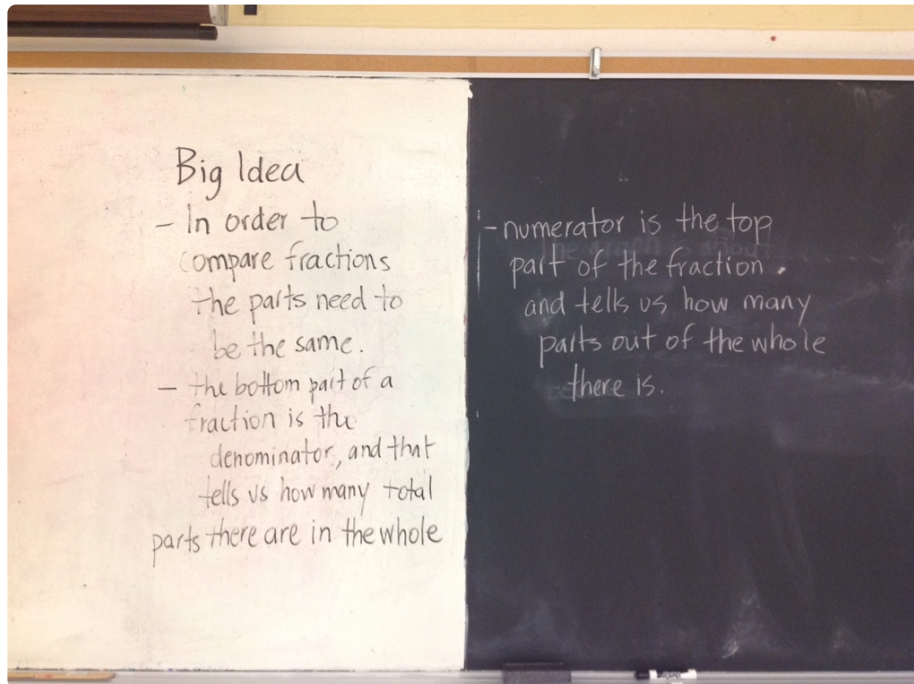 Big Idea
- In order to
compare fractions
the parts need to
be the same.
- the bottom part of a
fraction is the
denominator, and that
tells us how many total
parts there are in the whole
- numerator is the top
part of the fraction.
and tells us how many
parts out of the whole
there is.